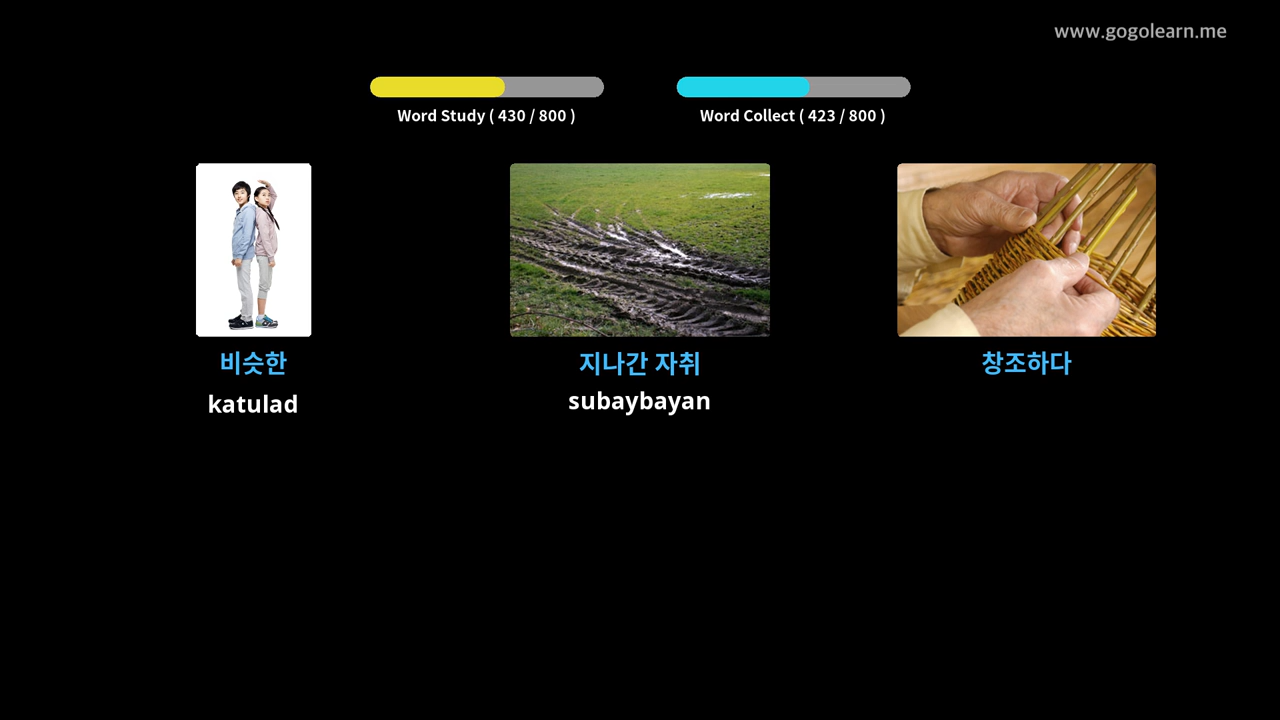 www.gogolearn.me
Word Study ( 430 / 800 )
Word Collect ( 423 / 800 )
비슷한
katulad
지나간 자취
subaybayan
창조하다